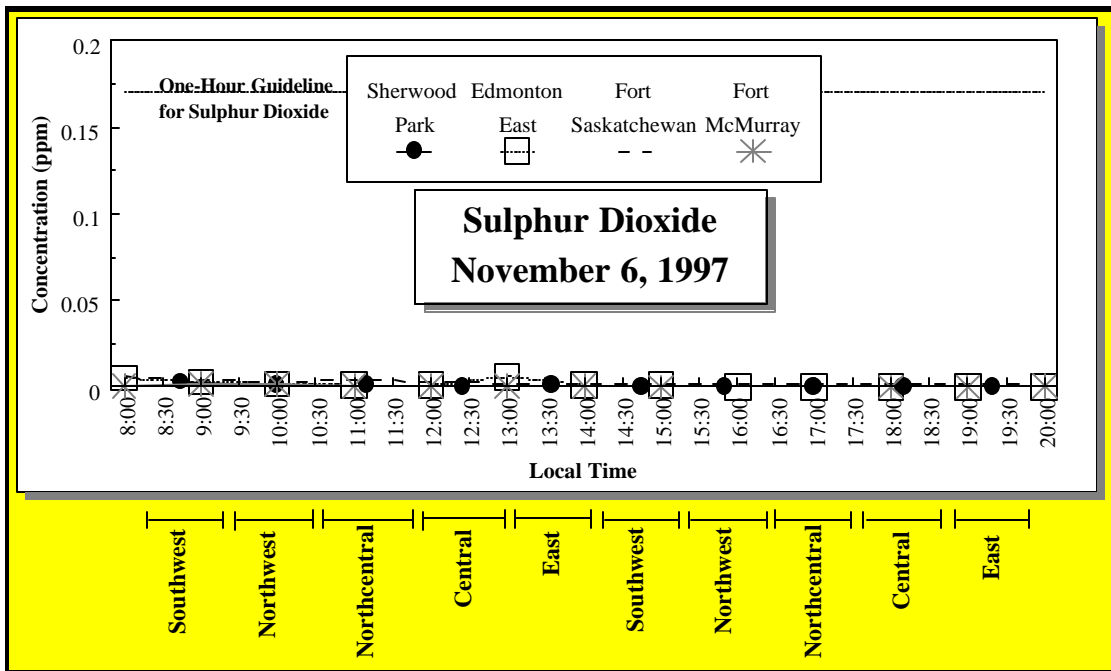 0.2
0.15
0.1
0.05
0
Concentration (ppm)
One-Hour Guideline
for Sulphur Dioxide
Sherwood Edmonton Fort Fort
Park East Saskatchewan McMurray
Sulphur Dioxide
November 6, 1997
8:00 8:30 9:00 9:30 10:00 10:30 11:00 11:30 12:00 12:30 13:00 13:30 14:00 14:30 15:00 15:30 16:00 16:30 17:00 17:30 18:00 18:30 19:00 19:30 20:00
Local Time
Southwest Northwest Northcentral Central East Southwest Northwest Northcentral Central East